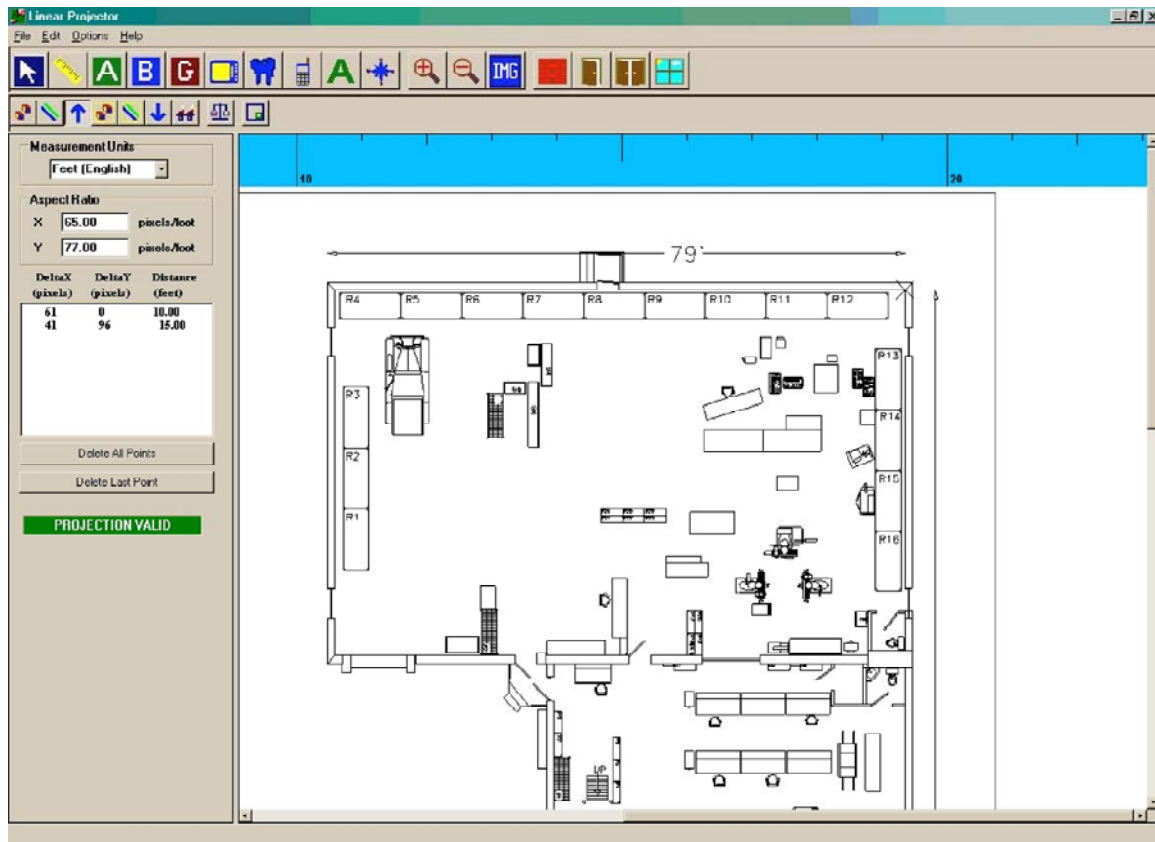 Linear Projector
File Edit Options Help
A B G A IMG
Measurement Units
Feet (English)
Aspect Ratio
X 65.00 pixels/foot
Y 77.00 pixels/foot
DeltaX DeltaY Distance
(pixels) (pixels) (feet)
61 0 10.00
41 96 15.00
Delete All Points
Delete Last Point
PROJECTION VALID
10 20
79'
R4 R5 R6 R7 R8 R9 R10 R11 R12
R13
R3
R14
R2
R15
R1
R16
UP